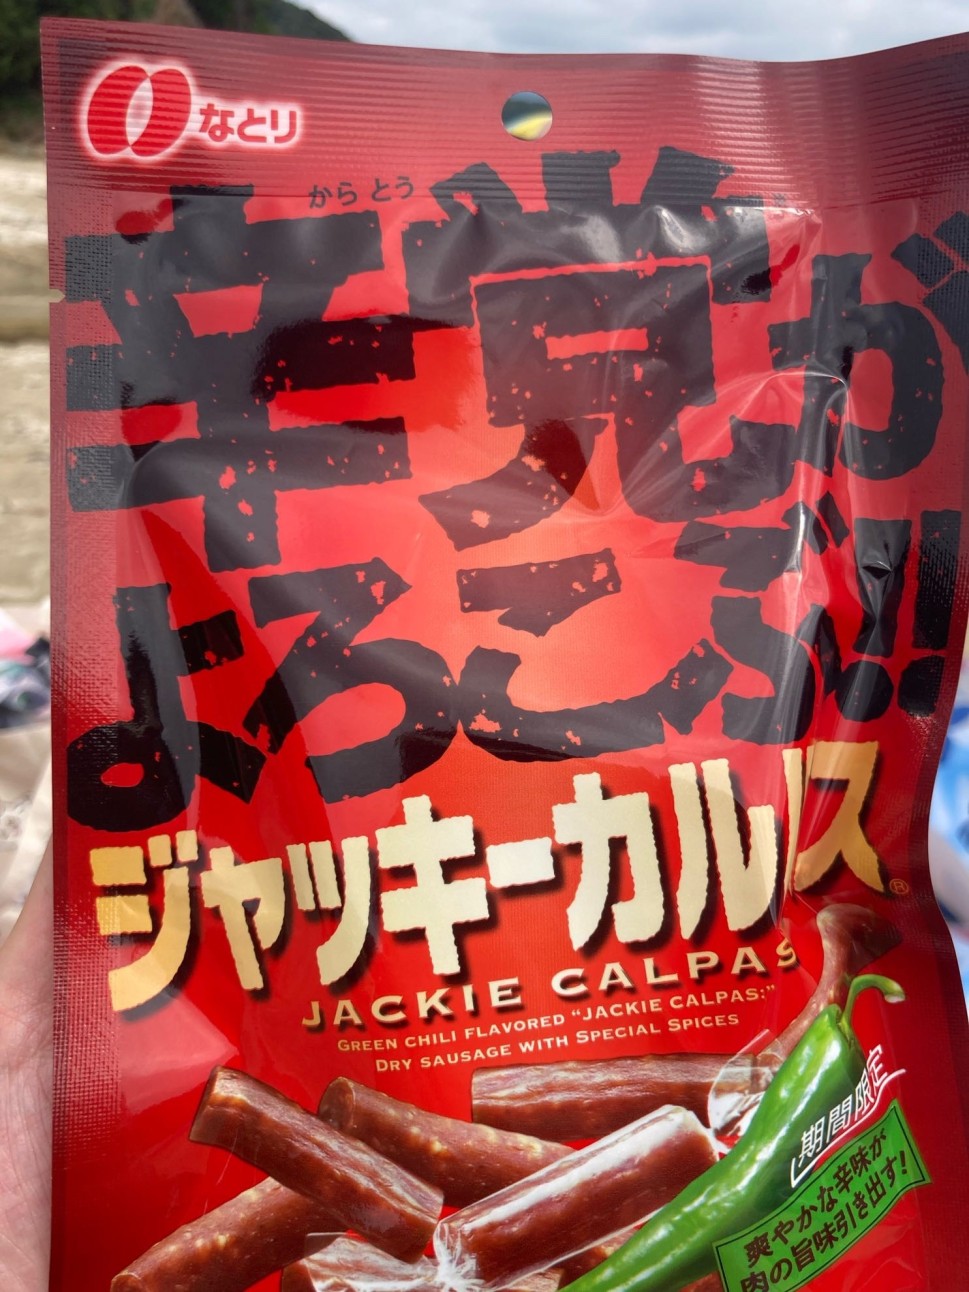 なとり
からとう
辛党が
よろこぶ!!
ジャッキーカルパス®
JACKIE CALPAS
GREEN CHILI FLAVORED “JACKIE CALPAS:”
DRY SAUSAGE WITH SPECIAL SPICES
期間限定
爽やかな辛味が
肉の旨味引き出す!